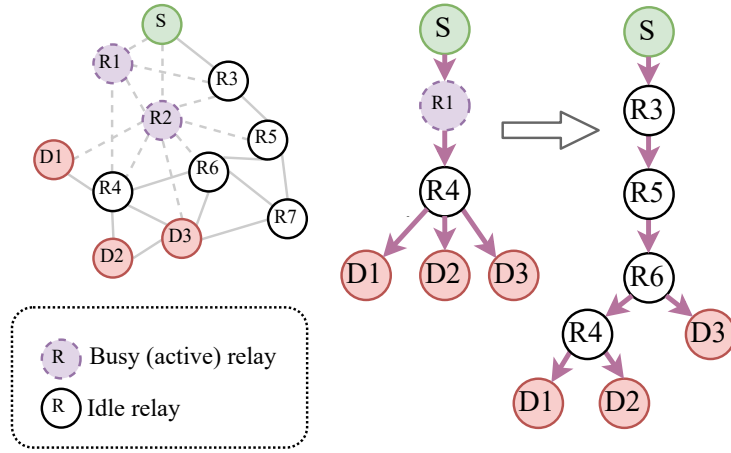 S
R1
R3
R2
R5
D1
R6
R4
R7
D3
D2
R Busy (active) relay
R Idle relay
S
R1
R4
D1 D2 D3
S
R3
R5
R6
R4 D3
D1 D2